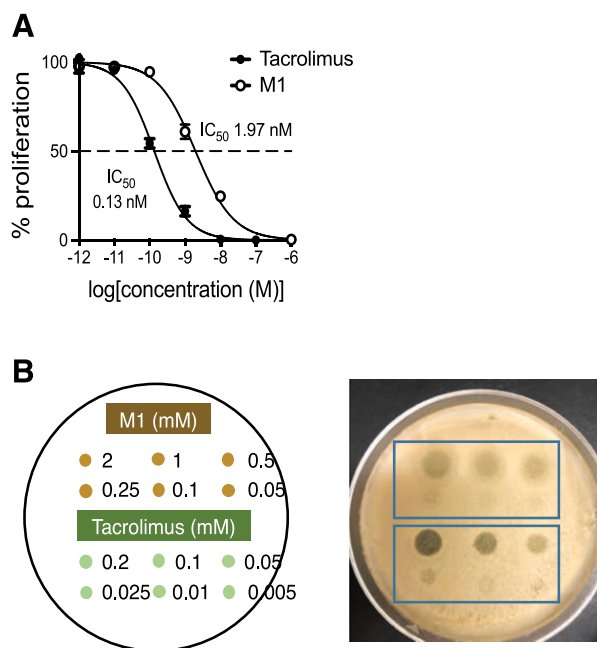 A
Tacrolimus
M1
% proliferation
100
50
0
IC50 1.97 nM
IC50
0.13 nM
-12 -11 -10 -9 -8 -7 -6
log[concentration (M)]
B
M1 (mM)
2 1 0.5
0.25 0.1 0.05
Tacrolimus (mM)
0.2 0.1 0.05
0.025 0.01 0.005